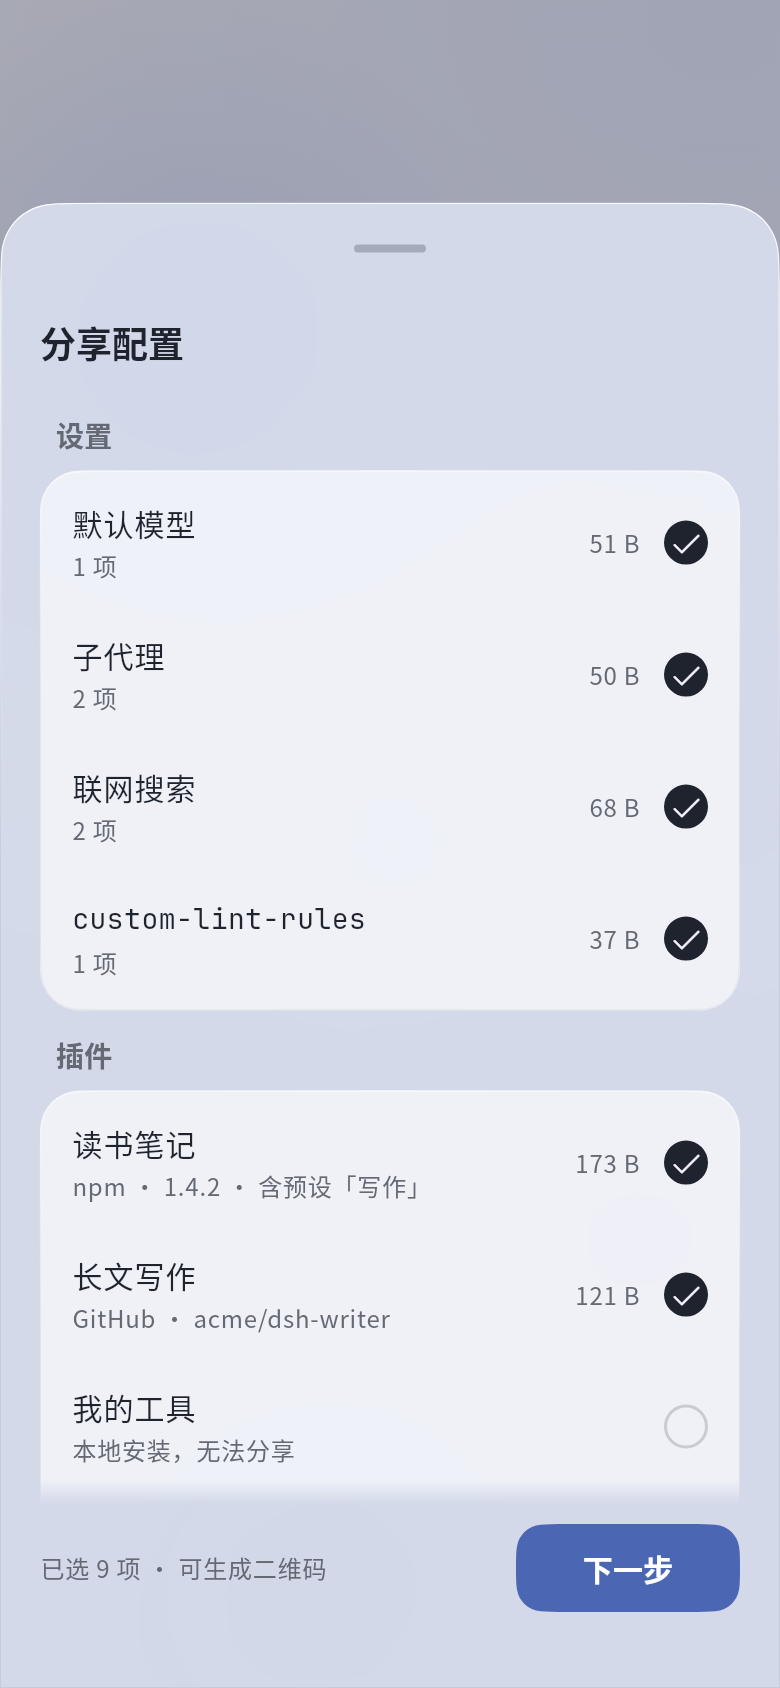 分享配置
设置
默认模型
1 项
51 B
子代理
2 项
50 B
联网搜索
2 项
68 B
custom-lint-rules
1 项
37 B
插件
读书笔记
npm · 1.4.2 · 含预设「写作」
173 B
长文写作
GitHub · acme/dsh-writer
121 B
我的工具
本地安装，无法分享
已选 9 项 · 可生成二维码
下一步